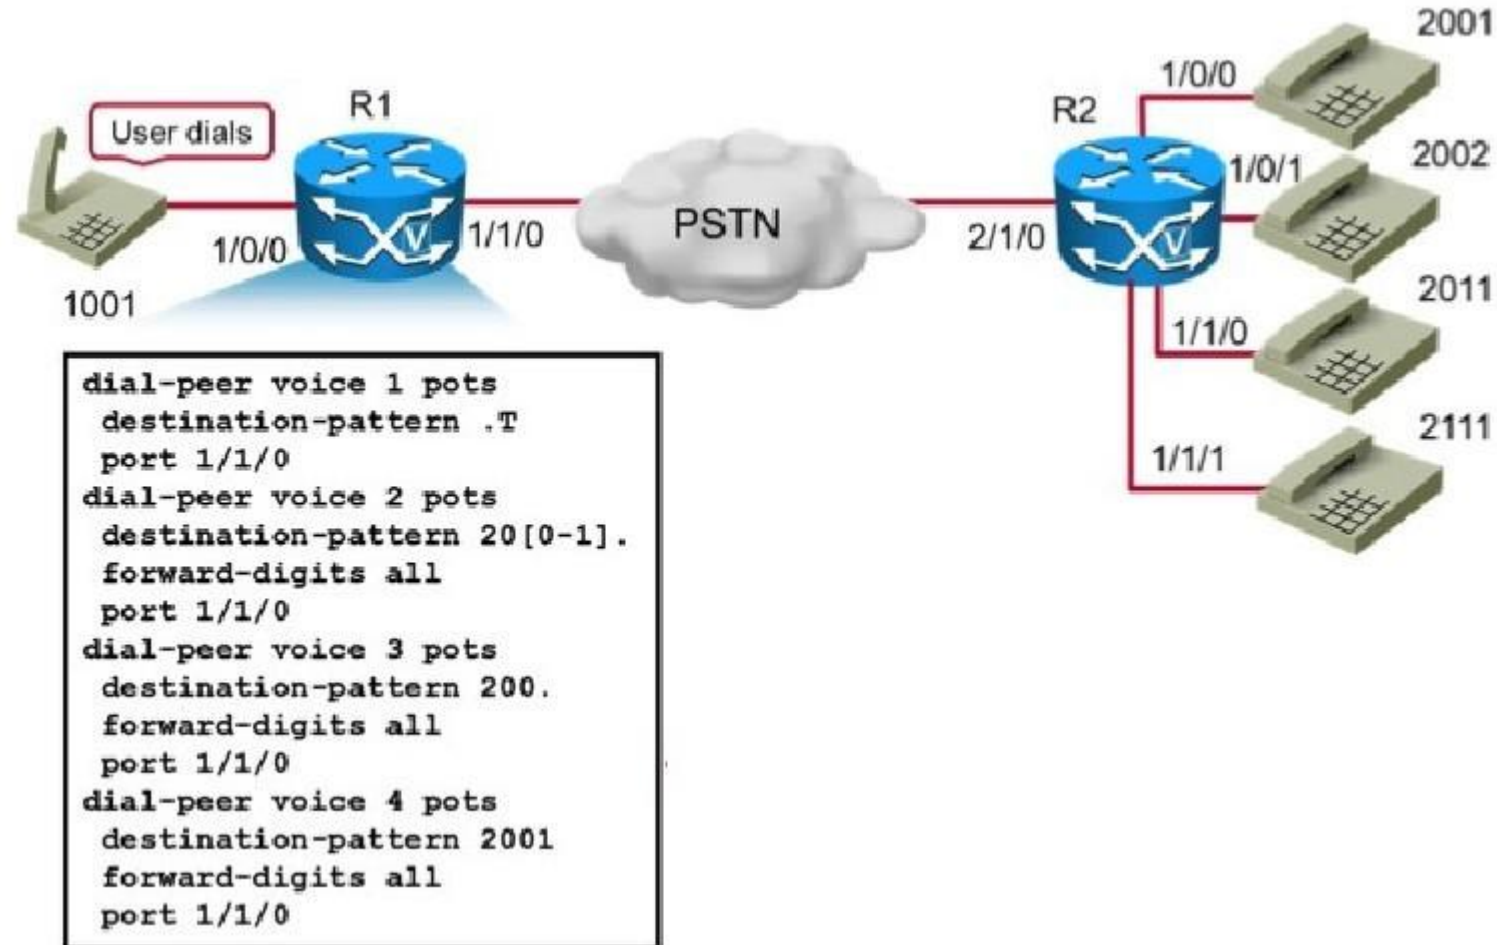 2001
1/0/0
R1
R2
User dials
2002
1/0/1
PSTN
1/0/0
1/1/0
2/1/0
V
V
1001
2011
1/1/0
2111
1/1/1
dial-peer voice 1 pots
destination-pattern .T
port 1/1/0
dial-peer voice 2 pots
destination-pattern 20[0-1].
forward-digits all
port 1/1/0
dial-peer voice 3 pots
destination-pattern 200.
forward-digits all
port 1/1/0
dial-peer voice 4 pots
destination-pattern 2001
forward-digits all
port 1/1/0